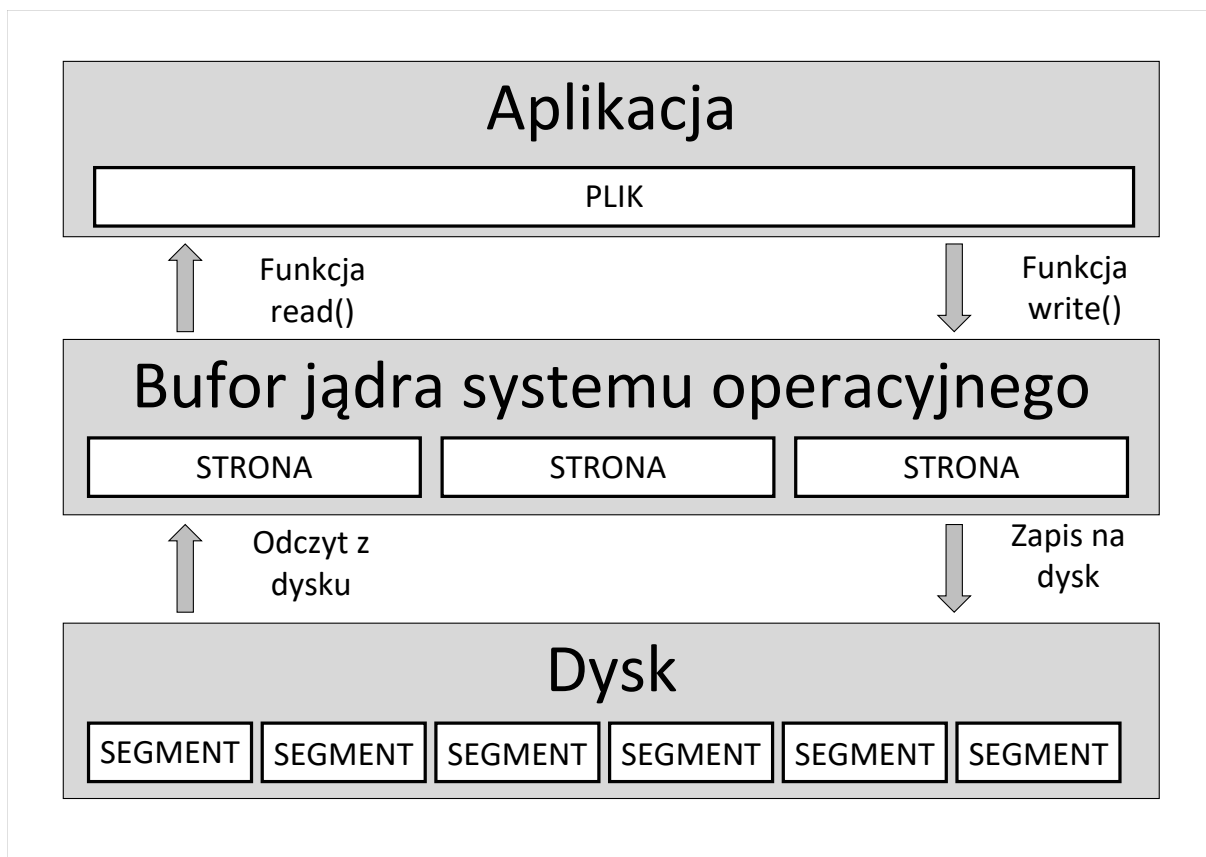 Aplikacja
PLIK
Funkcja
read()
Funkcja
write()
Bufor jądra systemu operacyjnego
STRONA STRONA STRONA
Odczyt z
dysku
Zapis na
dysk
Dysk
SEGMENT SEGMENT SEGMENT SEGMENT SEGMENT SEGMENT